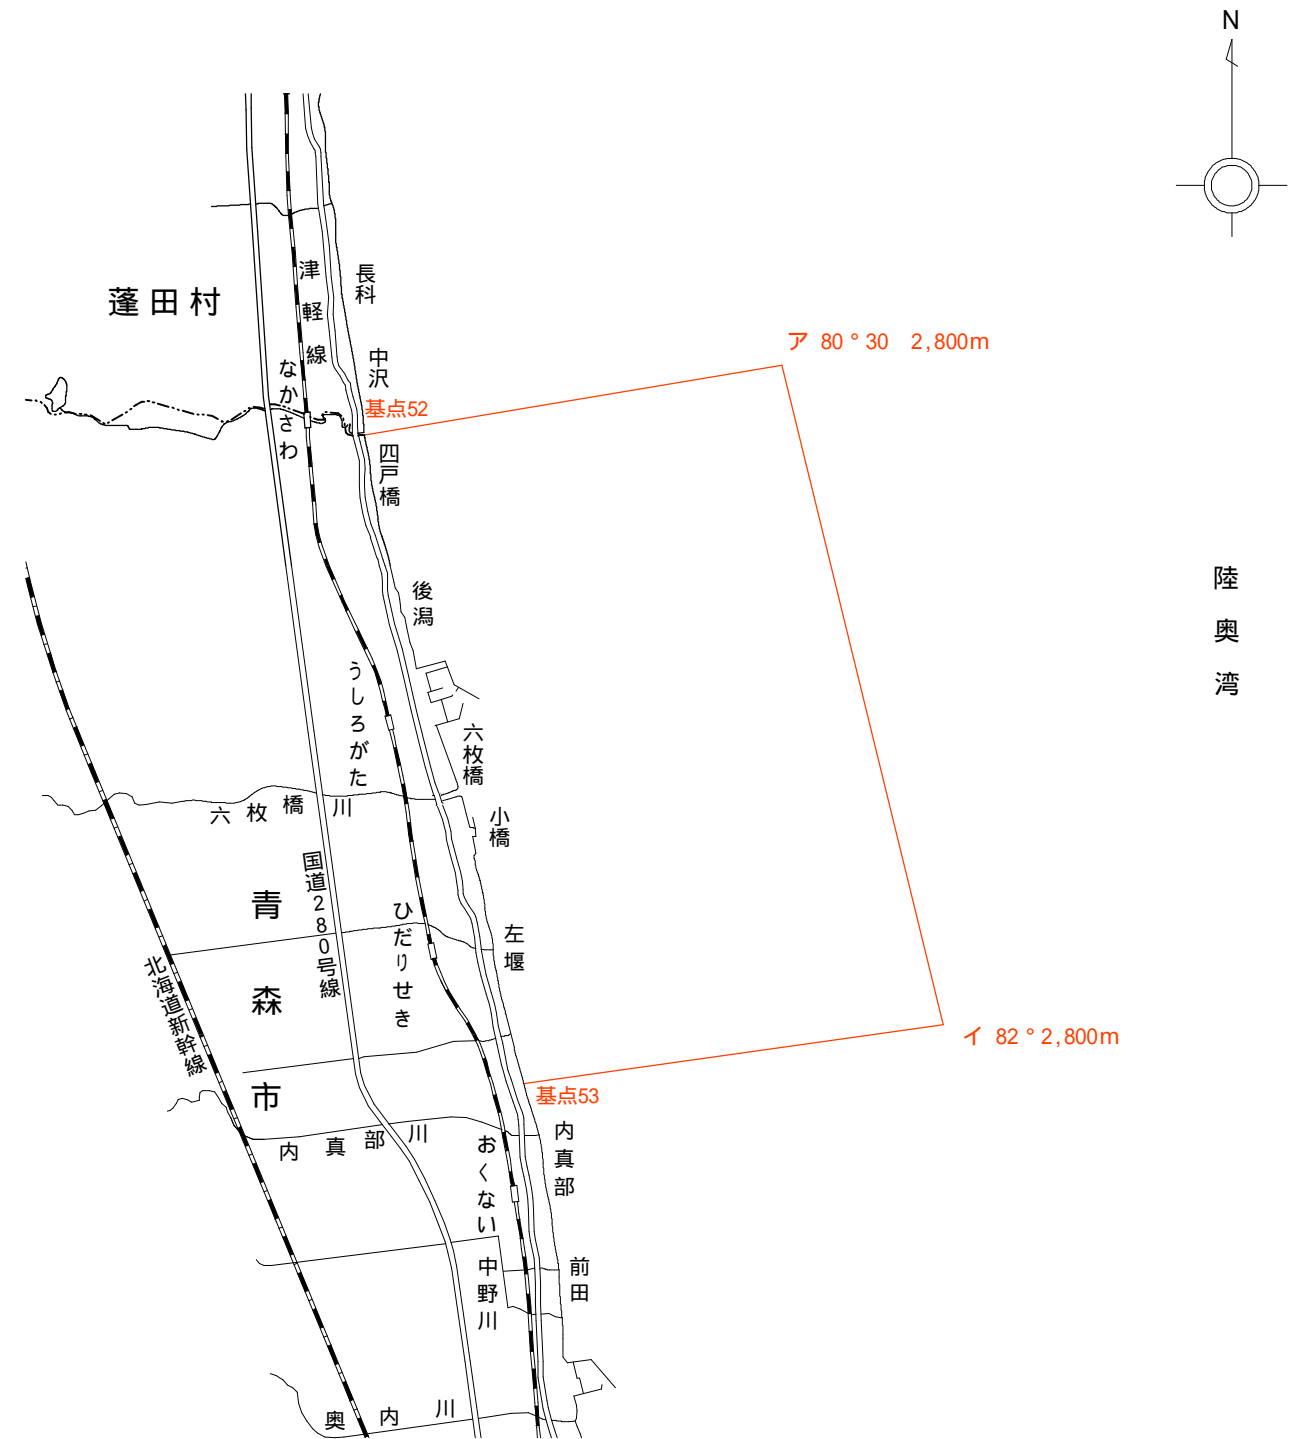 N
蓬田村
津軽線
長科
中沢
なかさわ
ア 80°30 2,800m
基点52
四戸橋
後潟
陸奥湾
うしろがた
六枚橋
六枚橋川
小橋
国道280号線
青森市
ひだりせき
左堰
北海道新幹線
イ 82°2,800m
基点53
内真部川
おくない
内真部
中野川
前田
奥内川